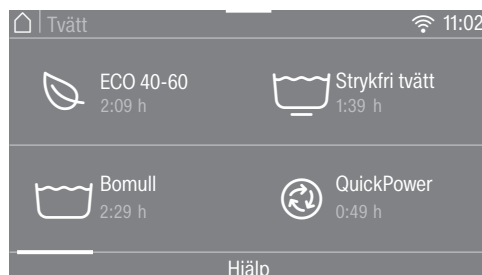 Tvätt 11:02
ECO 40-60
2:09 h
Strykfri tvätt
1:39 h
Bomull
2:29 h
QuickPower
0:49 h
Hjälp